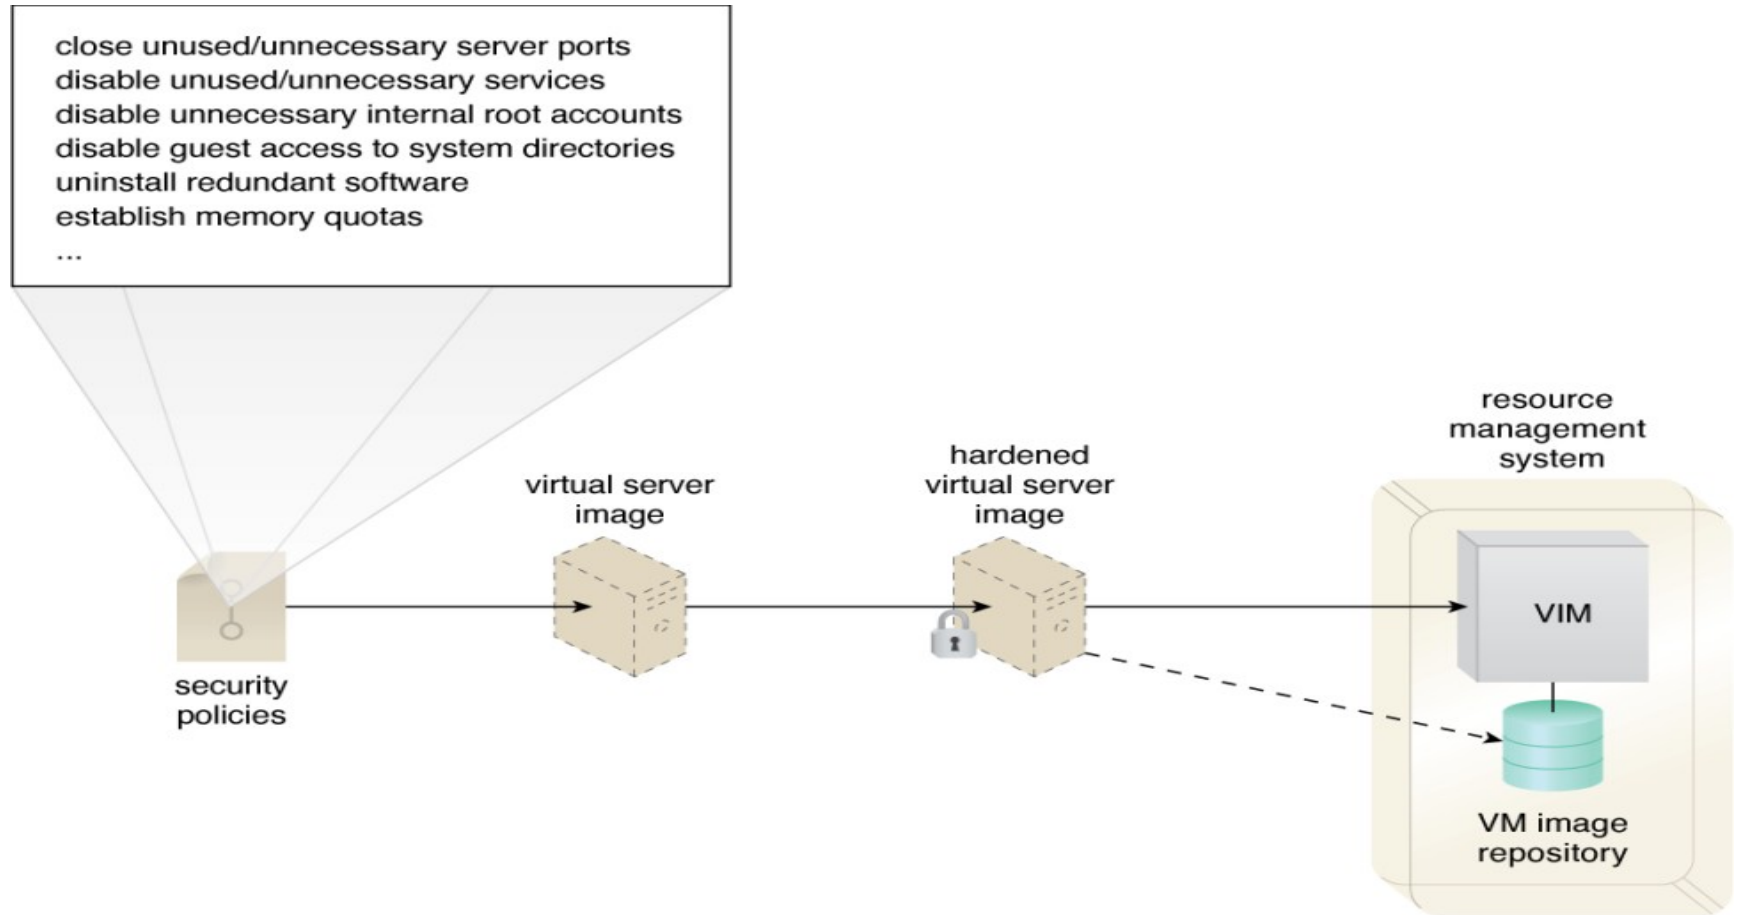 close unused/unnecessary server ports
disable unused/unnecessary services
disable unnecessary internal root accounts
disable guest access to system directories
uninstall redundant software
establish memory quotas
...
security
policies
virtual server
image
hardened
virtual server
image
resource
management
system
VIM
VM image
repository